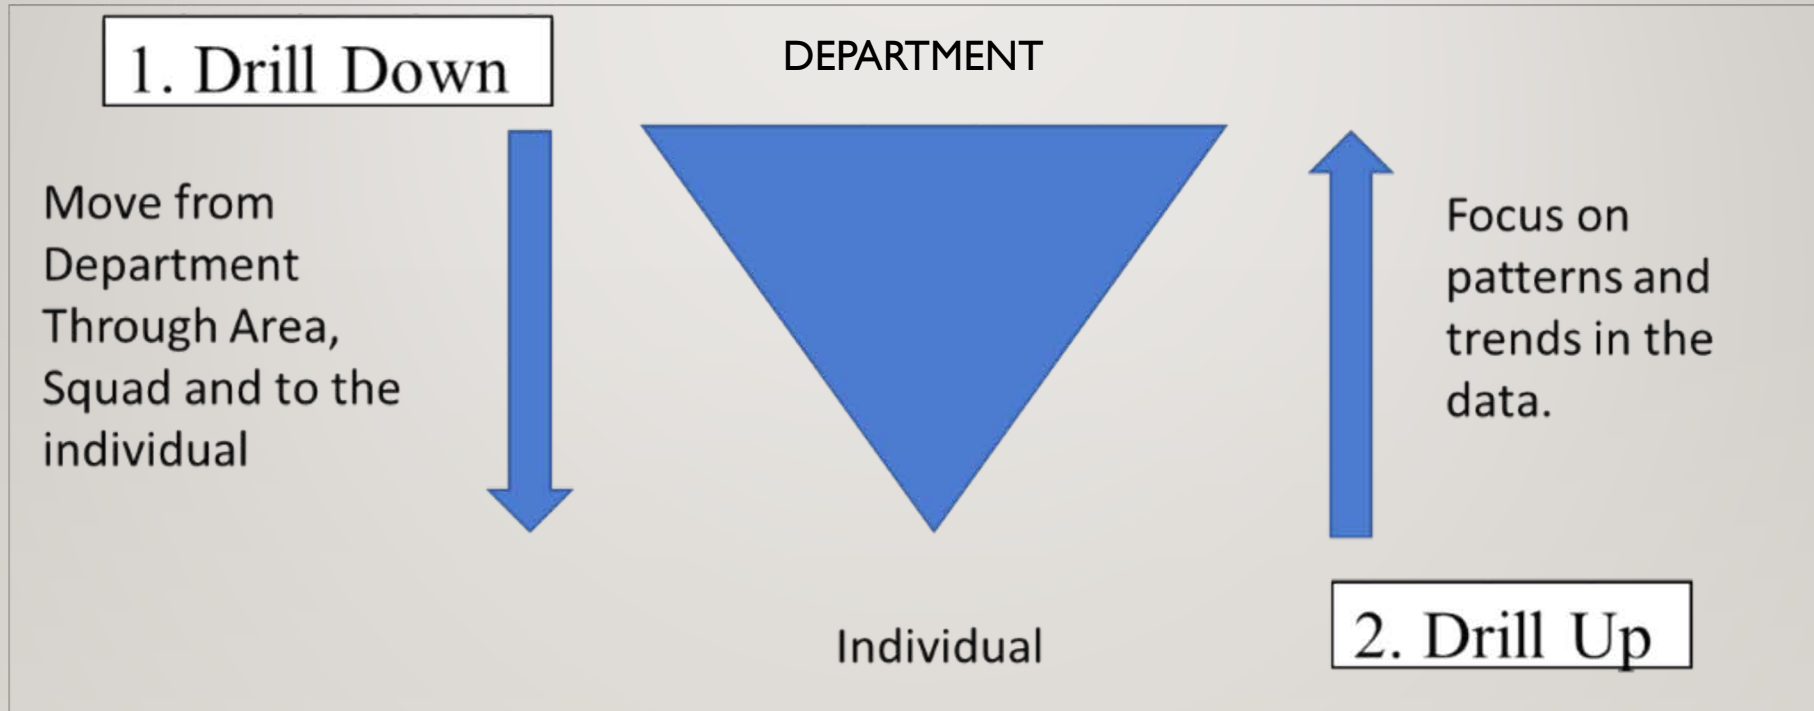 1. Drill Down
DEPARTMENT
Move from
Department
Through Area,
Squad and to the
individual
Focus on
patterns and
trends in the
data.
Individual
2. Drill Up